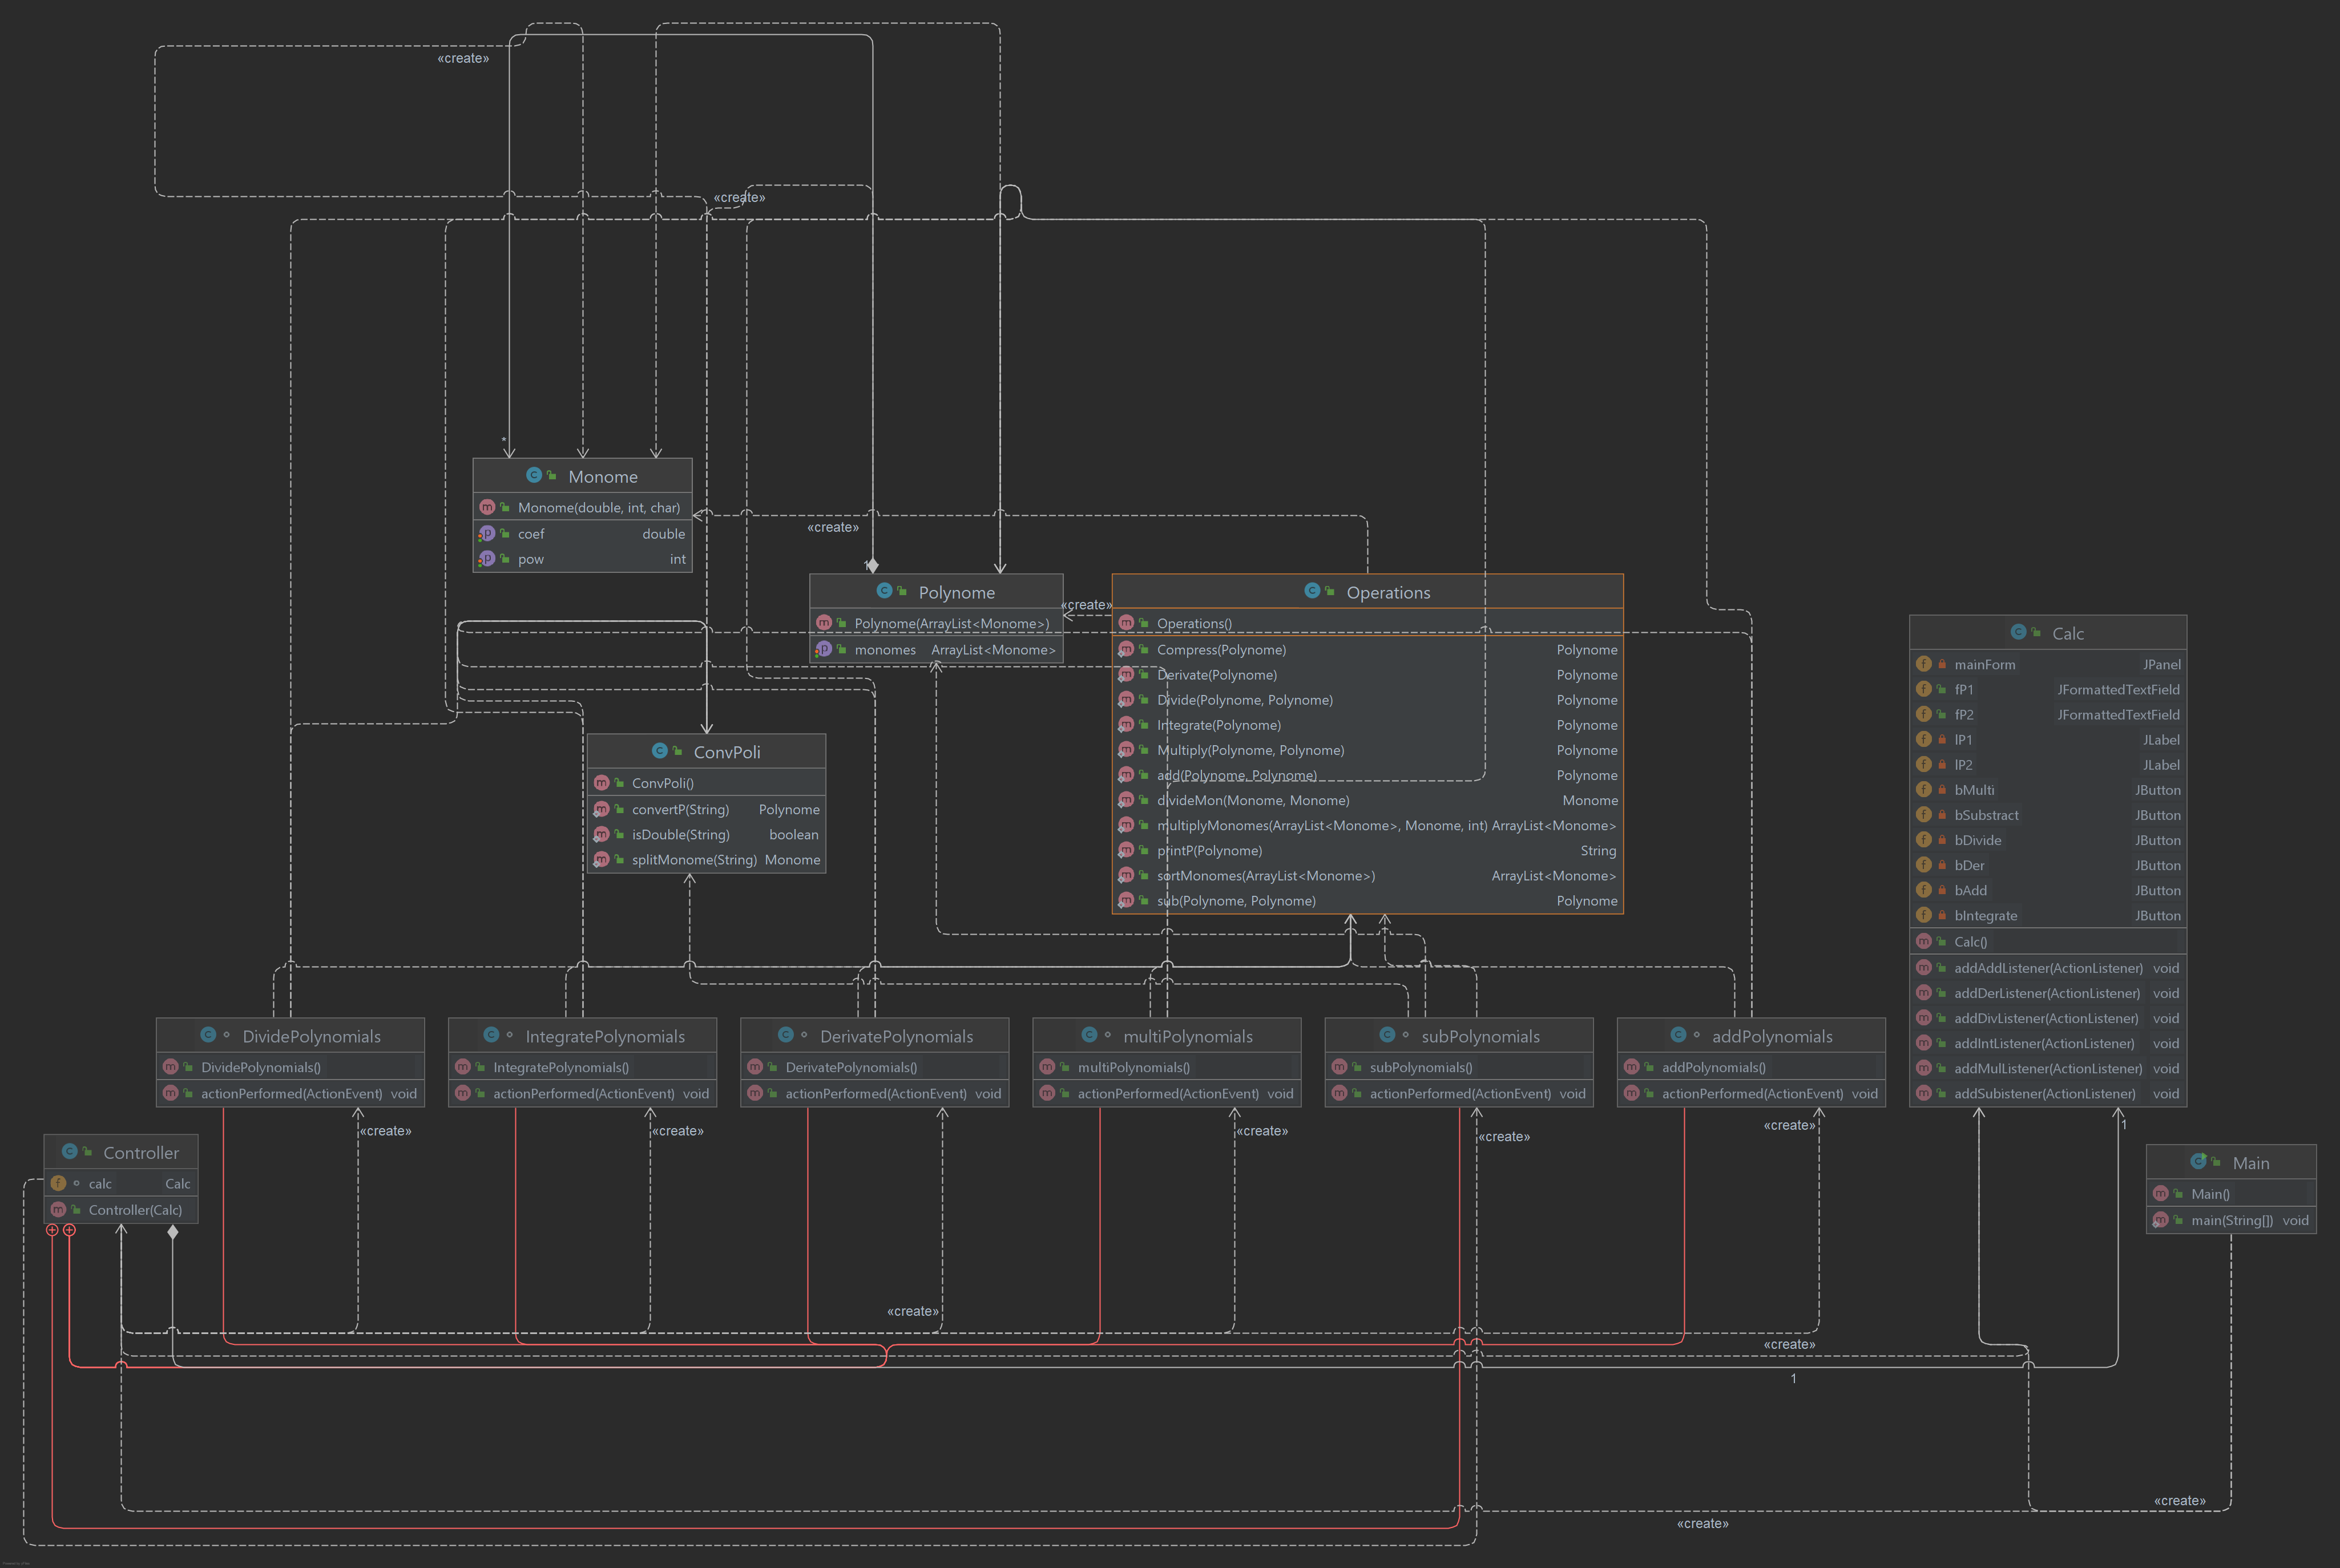 «create»
«create»
*
Monome
Monome(double, int, char)
coef double
pow int
«create»
1
Polynome
Polynome(ArrayList<Monome>)
monomes ArrayList<Monome>
«create»
Operations
Operations()
Compress(Polynome) Polynome
Derivate(Polynome) Polynome
Divide(Polynome, Polynome) Polynome
Integrate(Polynome) Polynome
Multiply(Polynome, Polynome) Polynome
add(Polynome, Polynome) Polynome
divideMon(Monome, Monome) Monome
multiplyMonomes(ArrayList<Monome>, Monome, int) ArrayList<Monome>
printP(Polynome) String
sortMonomes(ArrayList<Monome>) ArrayList<Monome>
sub(Polynome, Polynome) Polynome
Calc
mainForm JPanel
fP1 JFormattedTextField
fP2 JFormattedTextField
lP1 JLabel
lP2 JLabel
bMulti JButton
bSubstract JButton
bDivide JButton
bDer JButton
bAdd JButton
bIntegrate JButton
Calc()
addAddListener(ActionListener) void
addDerListener(ActionListener) void
addDivListener(ActionListener) void
addIntListener(ActionListener) void
addMulListener(ActionListener) void
addSubistener(ActionListener) void
ConvPoli
ConvPoli()
convertP(String) Polynome
isDouble(String) boolean
splitMonome(String) Monome
DividePolynomials
DividePolynomials()
actionPerformed(ActionEvent) void
IntegratePolynomials
IntegratePolynomials()
actionPerformed(ActionEvent) void
DerivatePolynomials
DerivatePolynomials()
actionPerformed(ActionEvent) void
multiPolynomials
multiPolynomials()
actionPerformed(ActionEvent) void
subPolynomials
subPolynomials()
actionPerformed(ActionEvent) void
addPolynomials
addPolynomials()
actionPerformed(ActionEvent) void
«create»
«create»
«create»
«create»
«create»
1
Controller
calc Calc
Controller(Calc)
Main
Main()
main(String[]) void
«create»
«create»
1
«create»
«create»